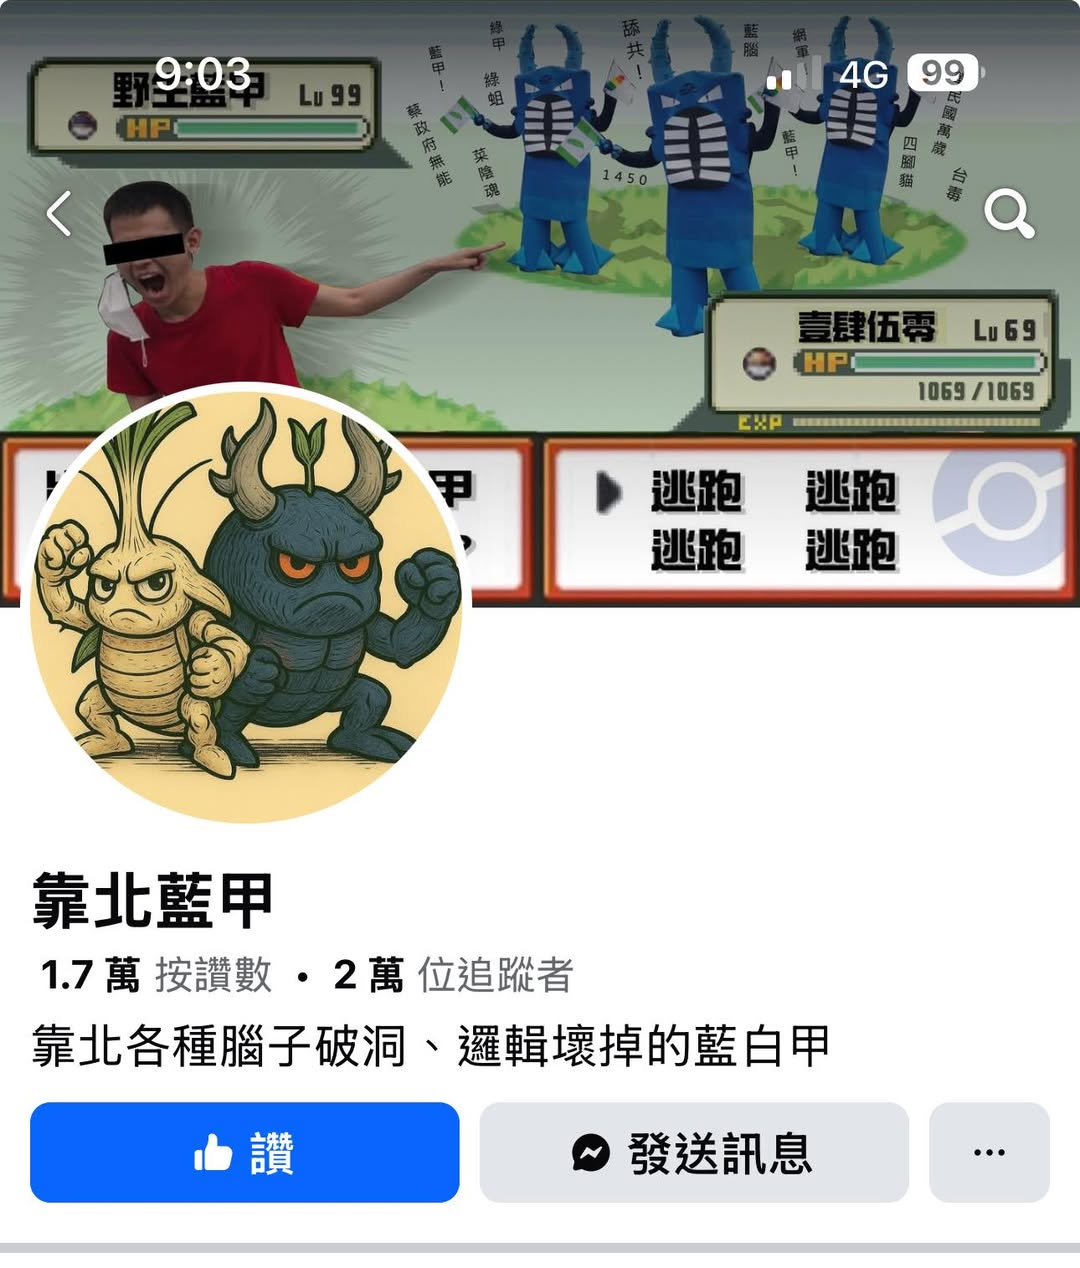 9:03
4G
99
野生藍甲 Lv 99
HP
蔡政府無能
藍甲！
綠甲
綠蛆
菜陰魂
舔共！
1450
藍腦
網軍
藍甲！
四腳貓
民國萬歲
台毒
壹肆伍零 Lv 69
HP
1069/1069
EXP
甲
逃跑 逃跑
逃跑 逃跑
靠北藍甲
1.7 萬 按讚數 • 2 萬 位追蹤者
靠北各種腦子破洞、邏輯壞掉的藍白甲
讚
發送訊息